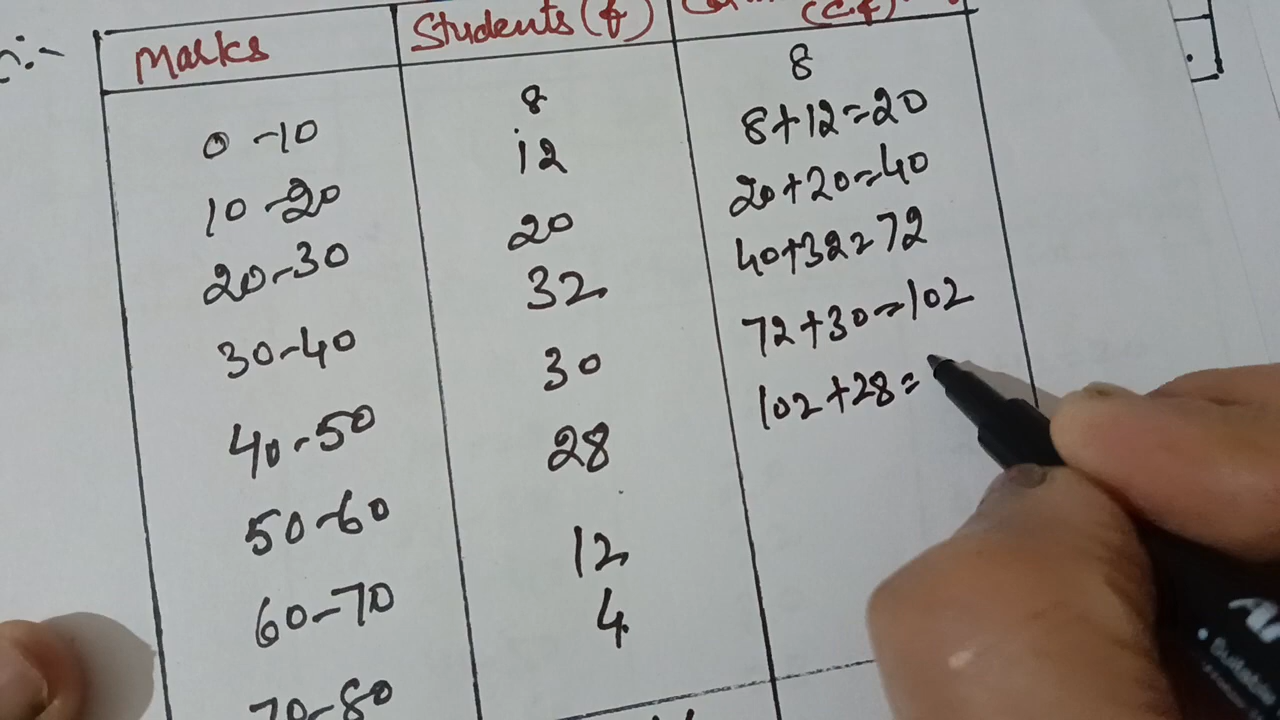 Marks Students (f) (C.f)
0-10 8 8
10-20 12 8+12=20
20-30 20 20+20=40
30-40 32 40+32=72
40-50 30 72+30=102
50-60 28 102+28=
60-70 12
70-80 4